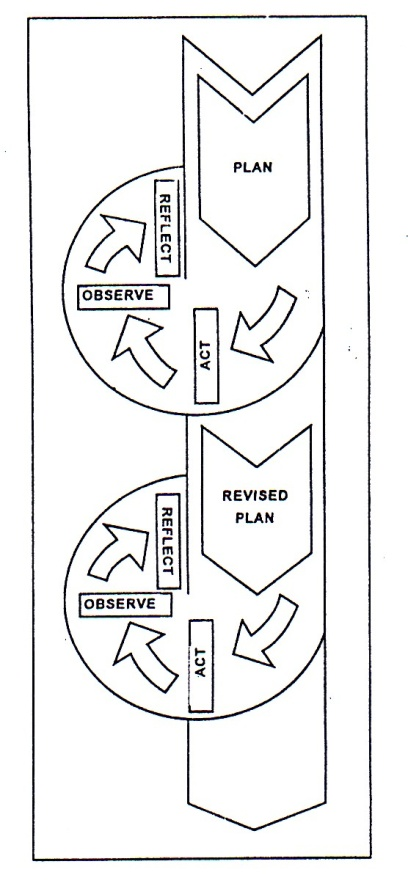 PLAN
REFLECT
OBSERVE
ACT
REVISED
PLAN
REFLECT
OBSERVE
ACT